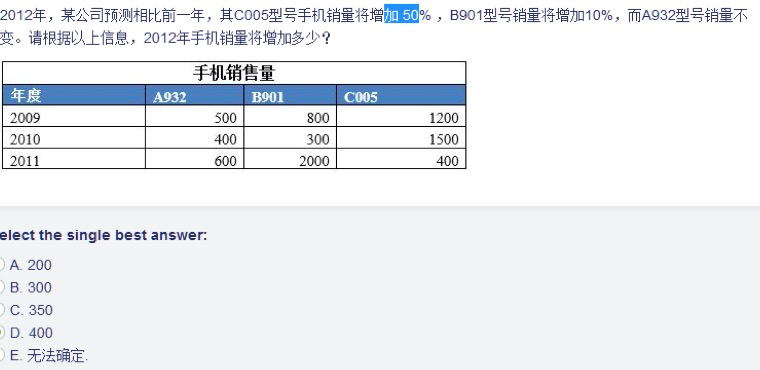 2012年，某公司预测相比前一年，其C005型号手机销量将增加 50%，B901型号销量将增加10%，而A932型号销量不
变。请根据以上信息，2012年手机销量将增加多少？
手机销售量
年度 A932 B901 C005
2009 500 800 1200
2010 400 300 1500
2011 600 2000 400
elect the single best answer:
A. 200
B. 300
C. 350
D. 400
E. 无法确定.